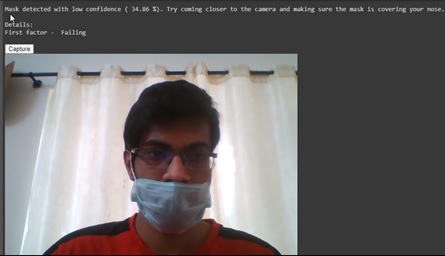 Mask detected with low confidence ( 34.86 %). Try coming closer to the camera and making sure the mask is covering your nose.
Details:
First factor -  Failing
Capture